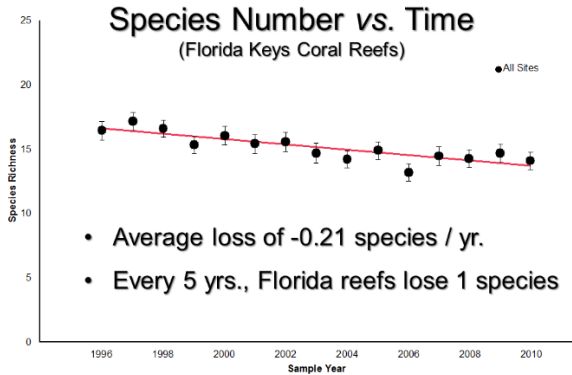 Species Number vs. Time
(Florida Keys Coral Reefs)
25
All Sites
20
15
Species Richness
10
• Average loss of -0.21 species / yr.
• Every 5 yrs., Florida reefs lose 1 species
5
0
1996 1998 2000 2002 2004 2006 2008 2010
Sample Year